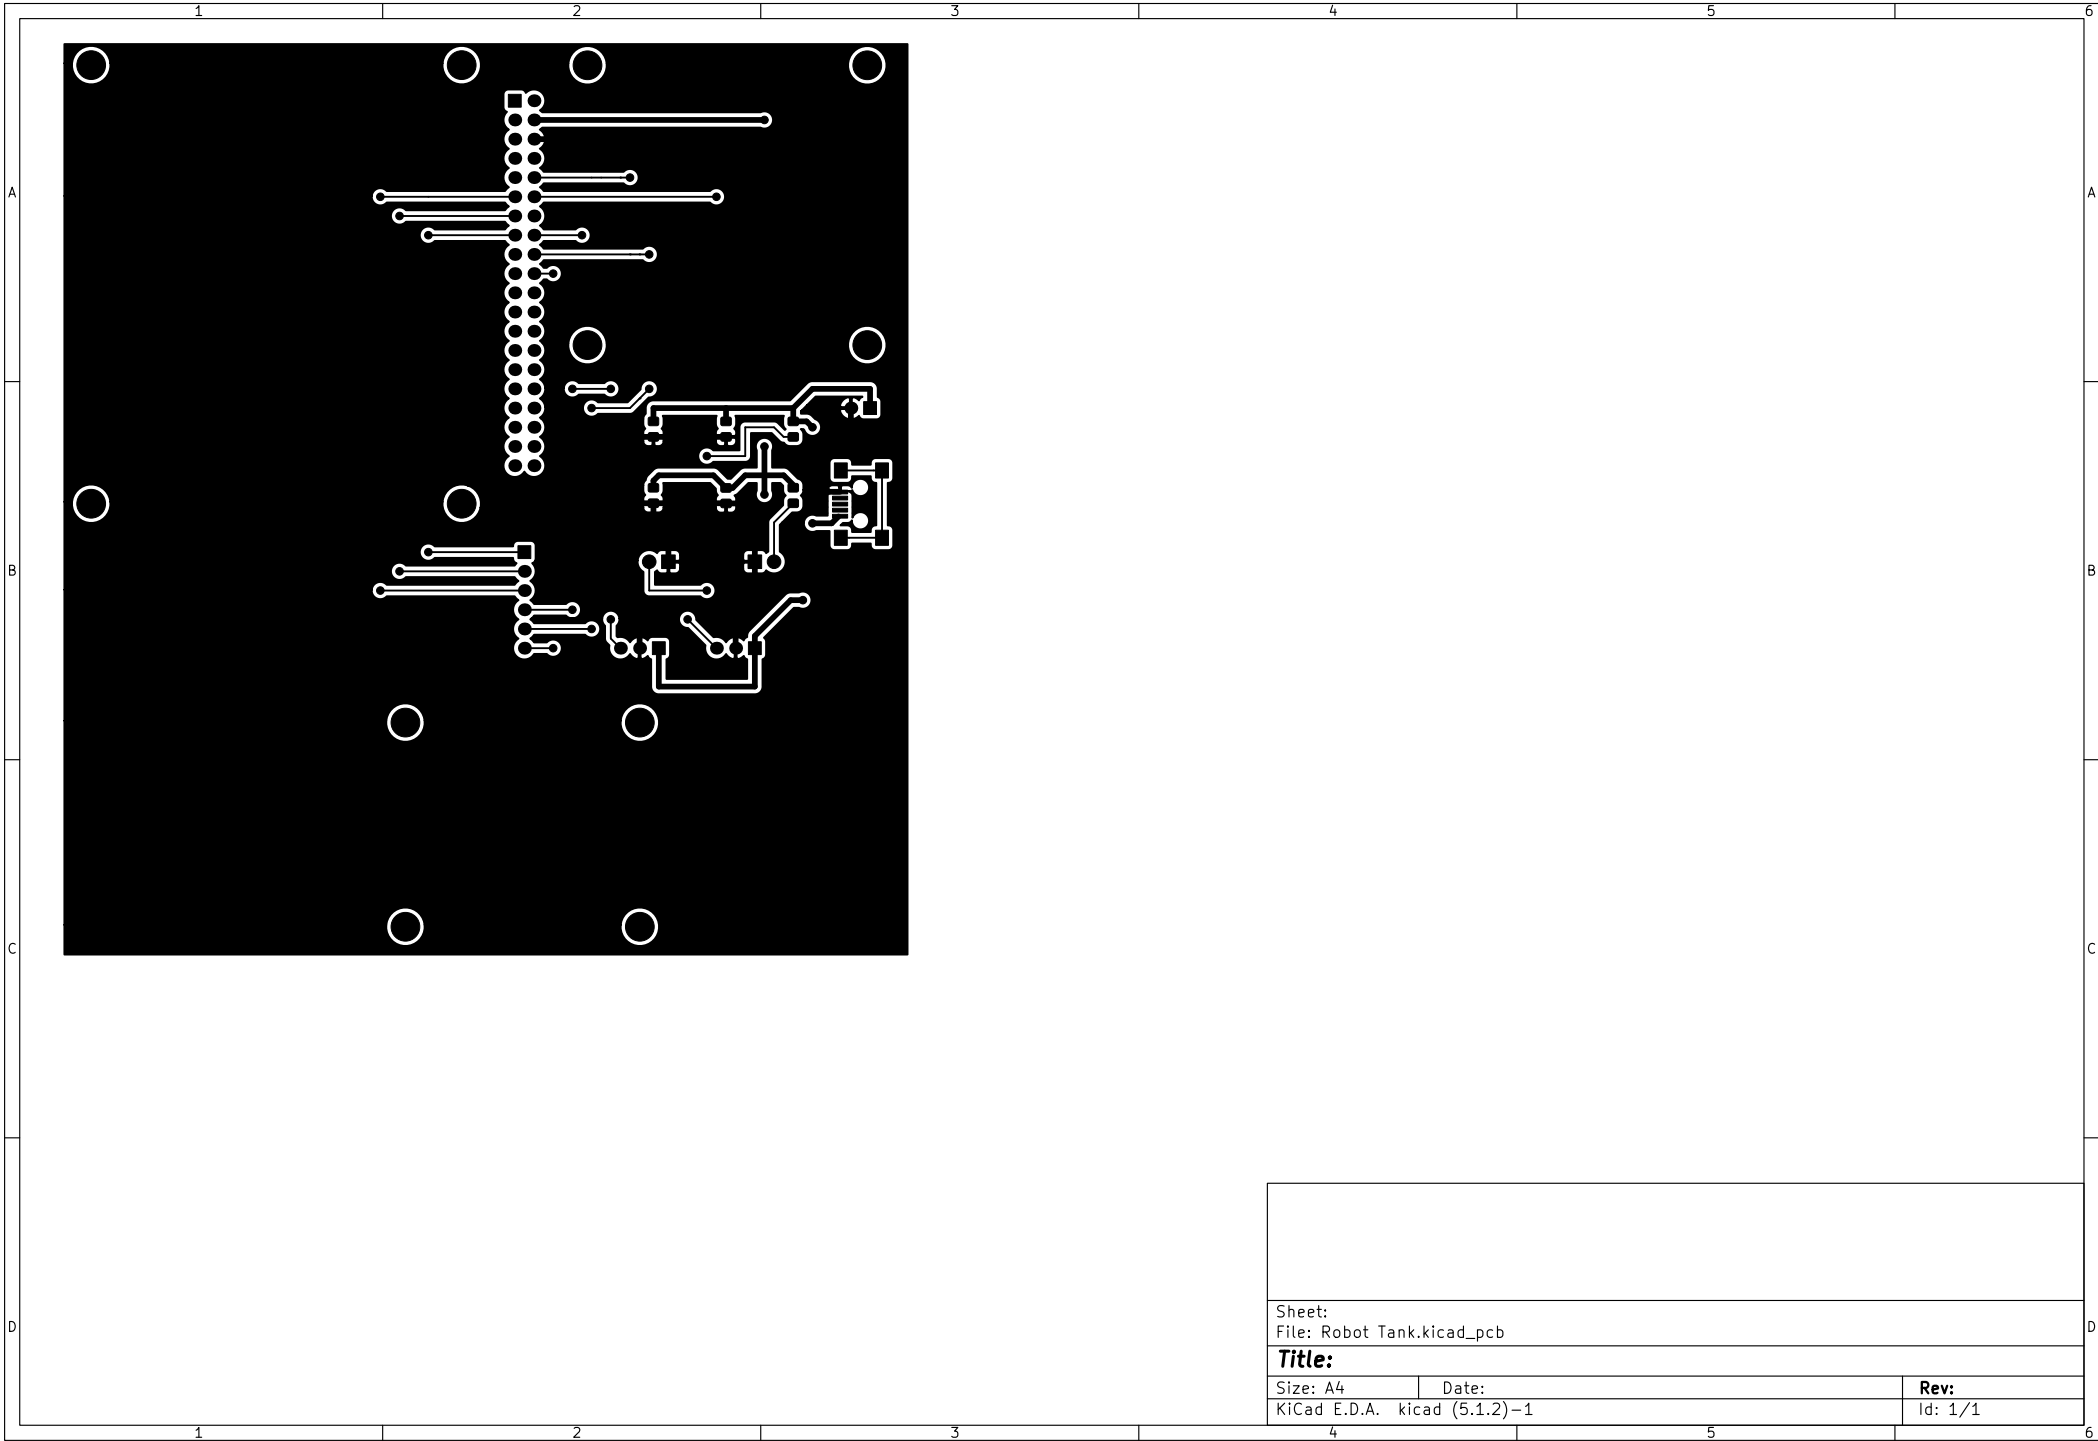 1 2 3 4 5 6
A A
B B
C C
D D
Sheet:
File: Robot Tank.kicad_pcb
Title:
Size: A4 Date: Rev:
KiCad E.D.A. kicad (5.1.2)-1 Id: 1/1
1 2 3 4 5 6